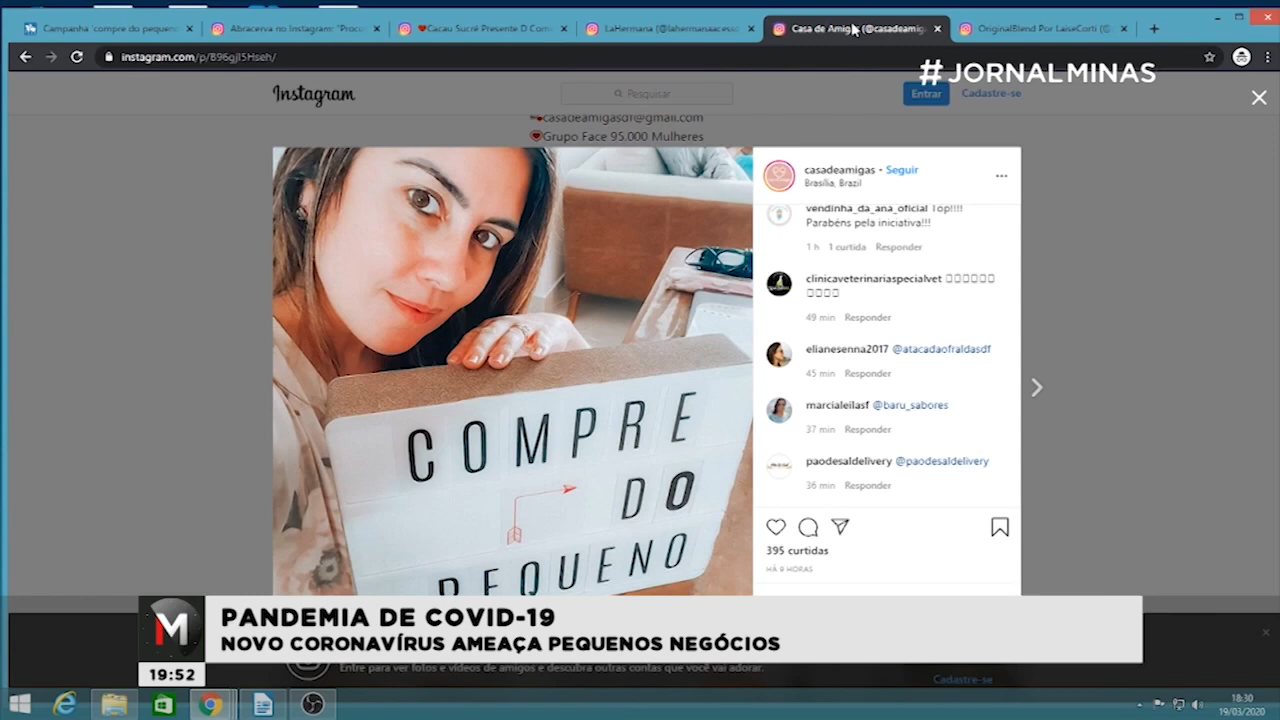 Campanha 'compre do pequeno
Abracerva no Instagram: "Procu
Cacau Sucré Presente D Com
LaHermana (@lahermanaacesso
Casa de Amigas (@casadeamig
OriginalBlend Por LaiseCorti (@
instagram.com/p/B96gjI5Hseh/
#JORNALMINAS
Instagram
Pesquisar
Entrar
Cadastre-se
casadeamigasdf@gmail.com
Grupo Face 95.000 Mulheres
casadeamigas • Seguir
Brasília, Brazil
vendinha_da_ana_oficial Top!!!!
Parabéns pela iniciativa!!!
1 h 1 curtida Responder
clinicaveterinariaspecialvet
49 min Responder
elianesenna2017 @atacadaofraldasdf
45 min Responder
marcialeilasf @baru_sabores
37 min Responder
paodesaldelivery @paodesaldelivery
36 min Responder
395 curtidas
HÁ 9 HORAS
COMPRE
DO
PEQUENO
M
PANDEMIA DE COVID-19
NOVO CORONAVÍRUS AMEAÇA PEQUENOS NEGÓCIOS
19:52
Entre para ver fotos e vídeos de amigos e descubra outras contas que você vai adorar.
Cadastre-se
18:30
19/03/2020